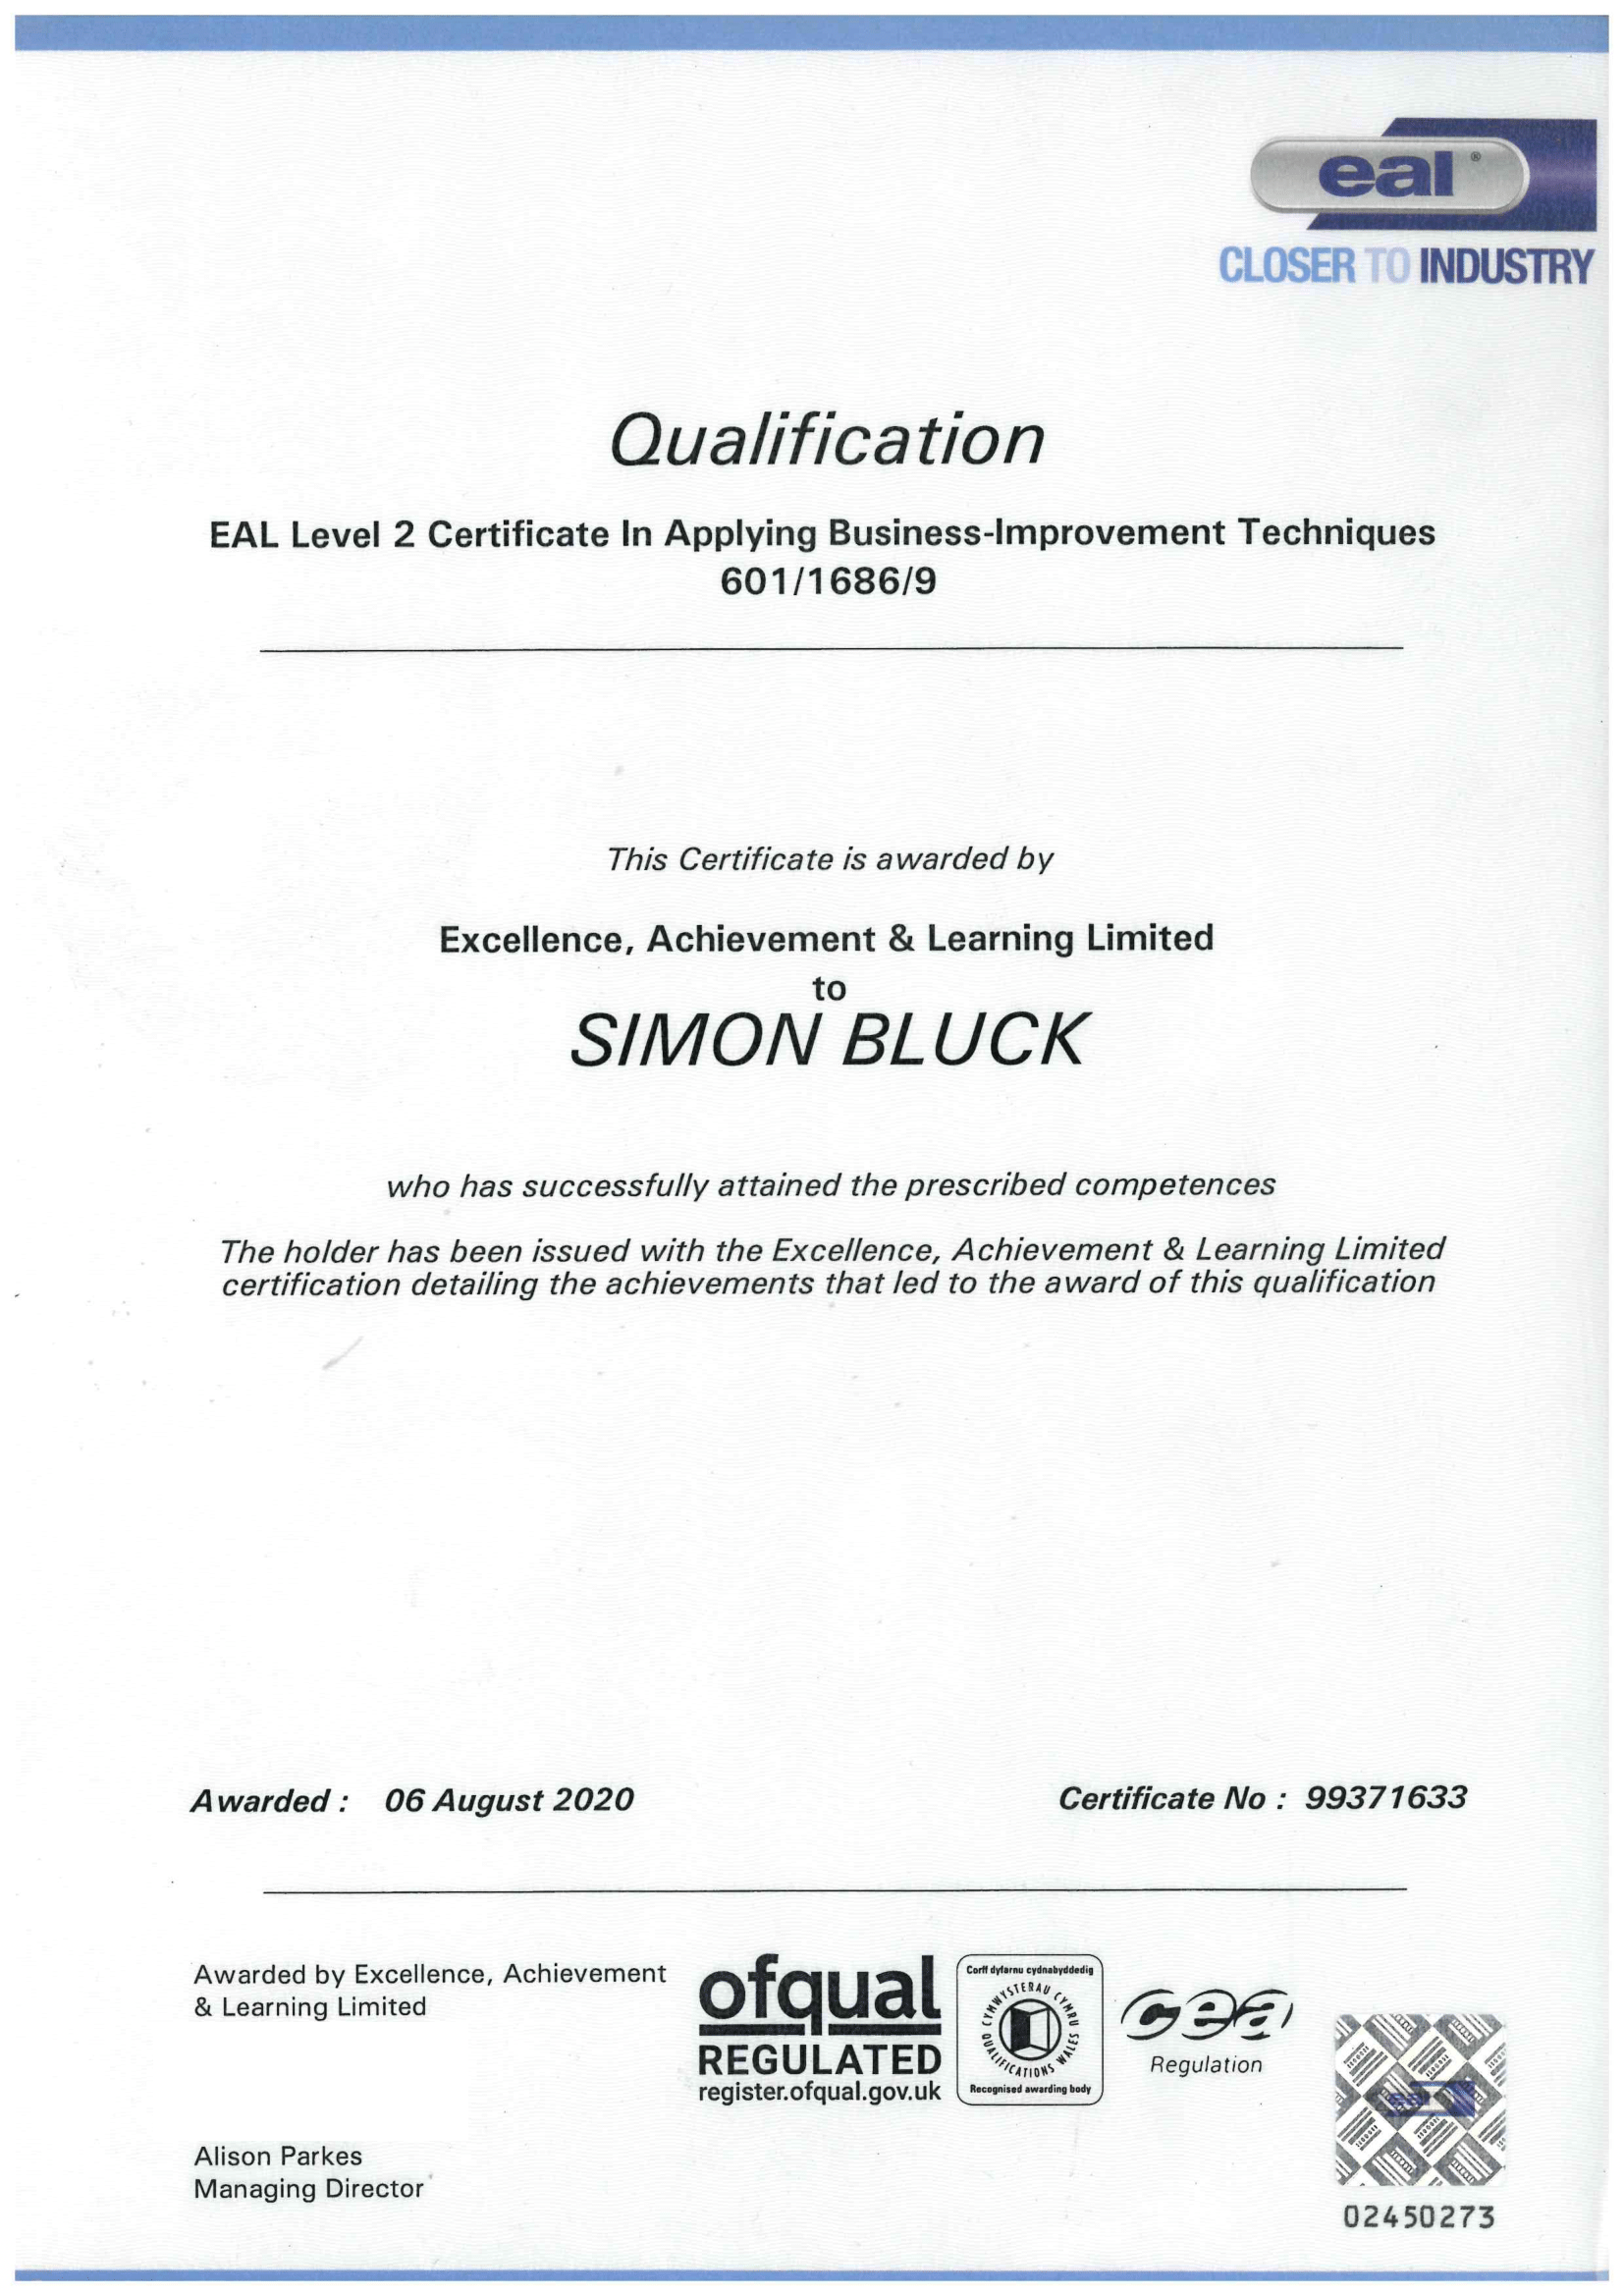 eal®
CLOSER TO INDUSTRY
Qualification
EAL Level 2 Certificate In Applying Business-Improvement Techniques
601/1686/9
This Certificate is awarded by
Excellence, Achievement & Learning Limited
to
SIMON BLUCK
who has successfully attained the prescribed competences
The holder has been issued with the Excellence, Achievement & Learning Limited
certification detailing the achievements that led to the award of this qualification
Awarded : 06 August 2020
Certificate No : 99371633
Awarded by Excellence, Achievement
& Learning Limited
ofqual
REGULATED
register.ofqual.gov.uk
Corff dyfarnu cydnabyddedig
CYMWYSTERAU CYMRU
QUALIFICATIONS WALES
Recognised awarding body
cea
Regulation
Alison Parkes
Managing Director
eal
02450273